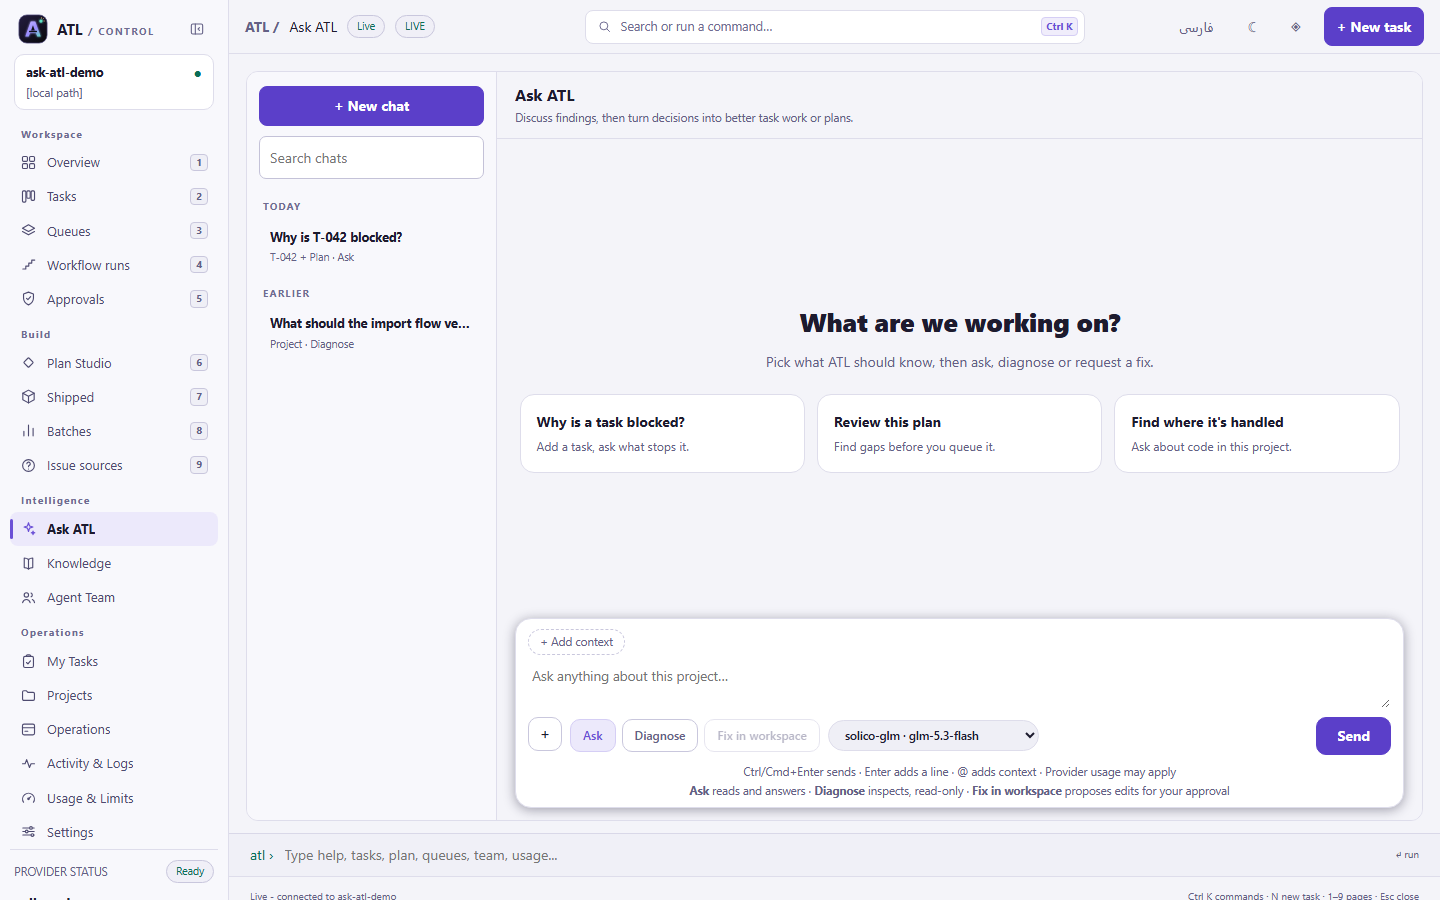 ATL / CONTROL
ask-atl-demo
[local path]
Workspace
Overview 1
Tasks 2
Queues 3
Workflow runs 4
Approvals 5
Build
Plan Studio 6
Shipped 7
Batches 8
Issue sources 9
Intelligence
Ask ATL
Knowledge
Agent Team
Operations
My Tasks
Projects
Operations
Activity & Logs
Usage & Limits
Settings
PROVIDER STATUS Ready
ATL / Ask ATL Live LIVE
Search or run a command... Ctrl K
فارسی
+ New task
+ New chat
Search chats
TODAY
Why is T-042 blocked?
T-042 + Plan · Ask
EARLIER
What should the import flow ve...
Project · Diagnose
Ask ATL
Discuss findings, then turn decisions into better task work or plans.
What are we working on?
Pick what ATL should know, then ask, diagnose or request a fix.
Why is a task blocked?
Add a task, ask what stops it.
Review this plan
Find gaps before you queue it.
Find where it's handled
Ask about code in this project.
+ Add context
Ask anything about this project...
+ Ask Diagnose Fix in workspace solico-glm · glm-5.3-flash Send
Ctrl/Cmd+Enter sends · Enter adds a line · @ adds context · Provider usage may apply
Ask reads and answers · Diagnose inspects, read-only · Fix in workspace proposes edits for your approval
atl › Type help, tasks, plan, queues, team, usage... ↵ run
Live - connected to ask-atl-demo
Ctrl K commands · N new task · 1–9 pages · Esc close